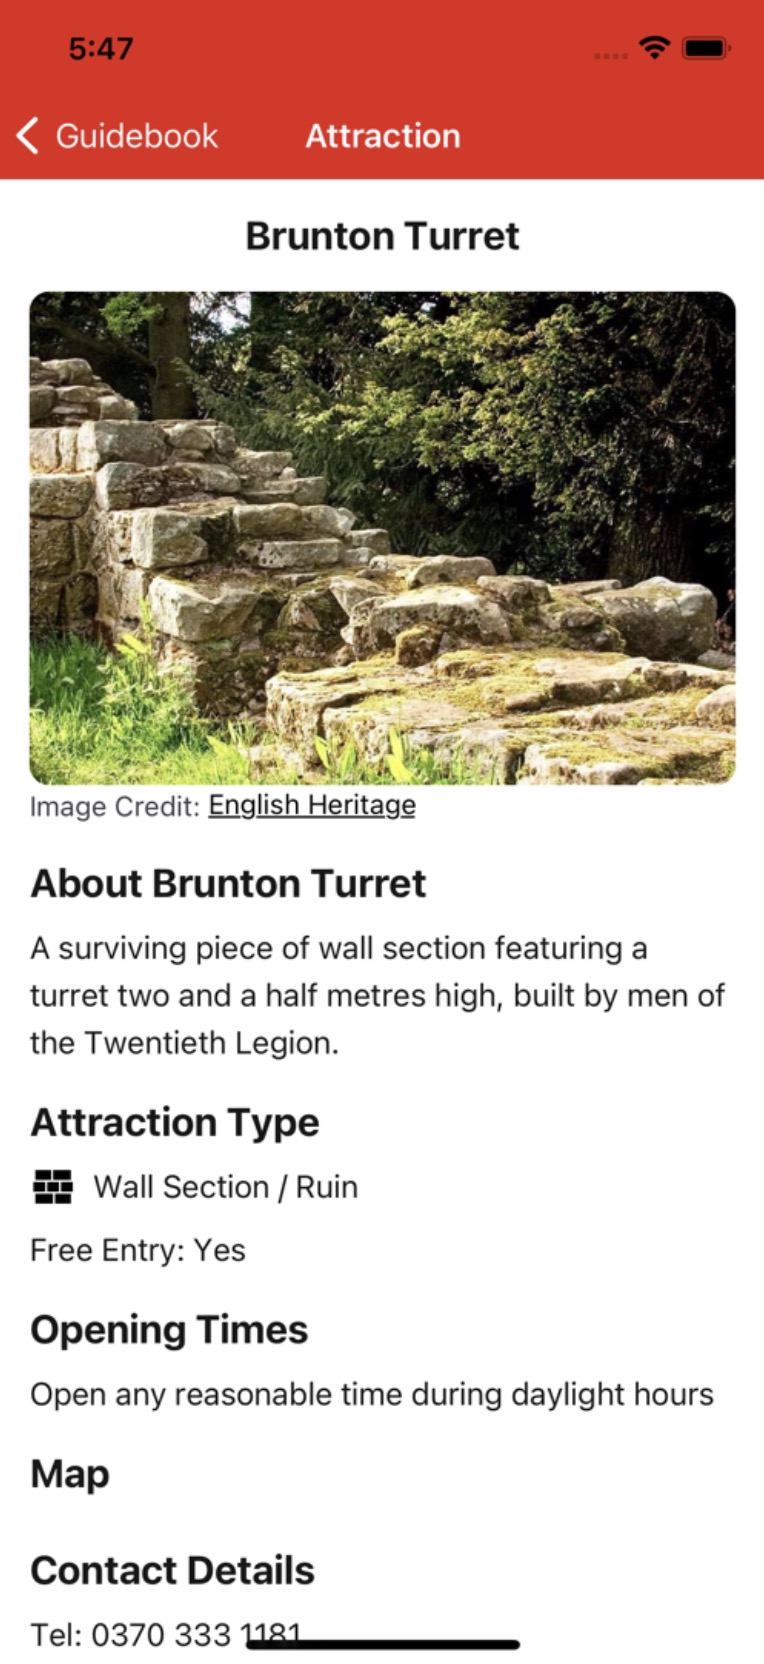 5:47
Guidebook
Attraction
Brunton Turret
Image Credit: English Heritage
About Brunton Turret
A surviving piece of wall section featuring a
turret two and a half metres high, built by men of
the Twentieth Legion.
Attraction Type
Wall Section / Ruin
Free Entry: Yes
Opening Times
Open any reasonable time during daylight hours
Map
Contact Details
Tel: 0370 333 1181